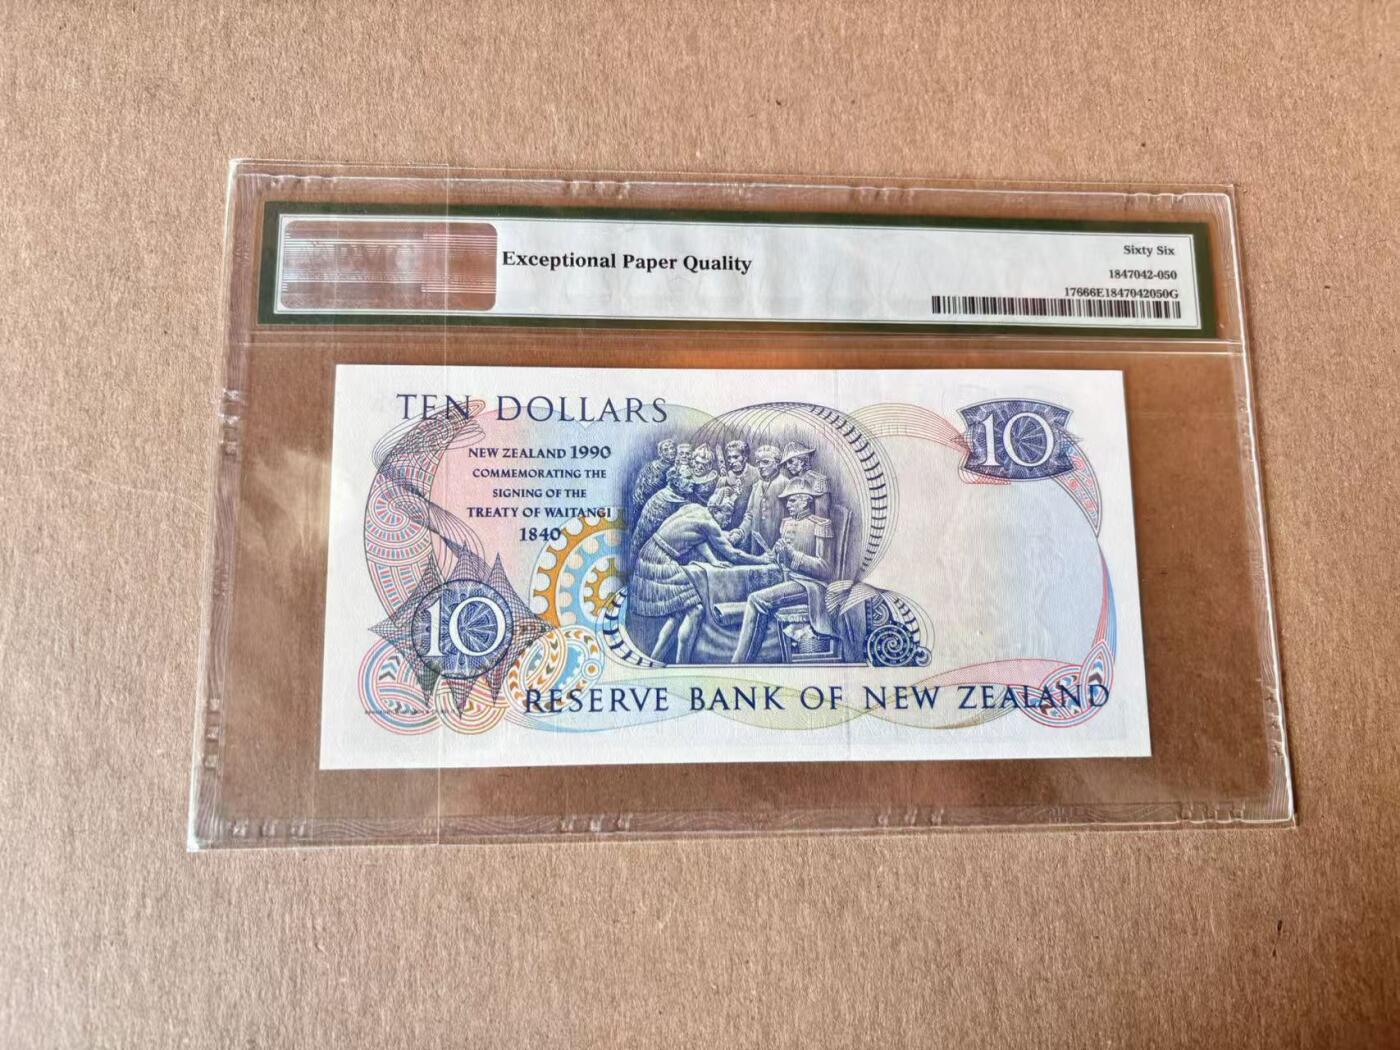 Exceptional Paper Quality
Sixty Six
1847042-050
17666E1847042050G
TEN DOLLARS
NEW ZEALAND 1990
COMMEMORATING THE
SIGNING OF THE
TREATY OF WAITANGI
1840
10
10
RESERVE BANK OF NEW ZEALAND